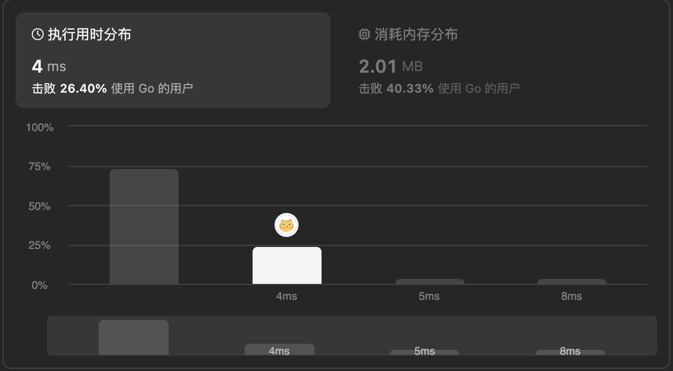 执行用时分布
4 ms
击败 26.40% 使用 Go 的用户
消耗内存分布
2.01 MB
击败 40.33% 使用 Go 的用户
100%
75%
50%
25%
0%
4ms 5ms 8ms
4ms 5ms 8ms